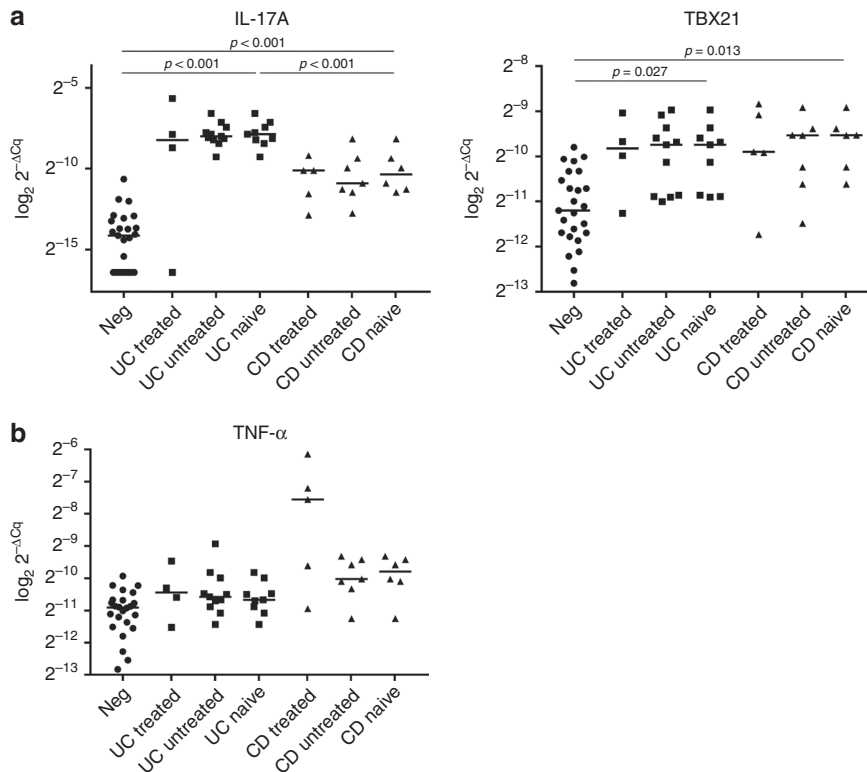 a
IL-17A
p < 0.001
p < 0.001
p < 0.001
log₂ 2⁻ΔCq
2⁻⁵
2⁻¹⁰
2⁻¹⁵
Neg
UC treated
UC untreated
UC naive
CD treated
CD untreated
CD naive
TBX21
p = 0.013
p = 0.027
log₂ 2⁻ΔCq
2⁻⁸
2⁻⁹
2⁻¹⁰
2⁻¹¹
2⁻¹²
2⁻¹³
Neg
UC treated
UC untreated
UC naive
CD treated
CD untreated
CD naive
b
TNF-α
log₂ 2⁻ΔCq
2⁻⁶
2⁻⁷
2⁻⁸
2⁻⁹
2⁻¹⁰
2⁻¹¹
2⁻¹²
2⁻¹³
Neg
UC treated
UC untreated
UC naive
CD treated
CD untreated
CD naive